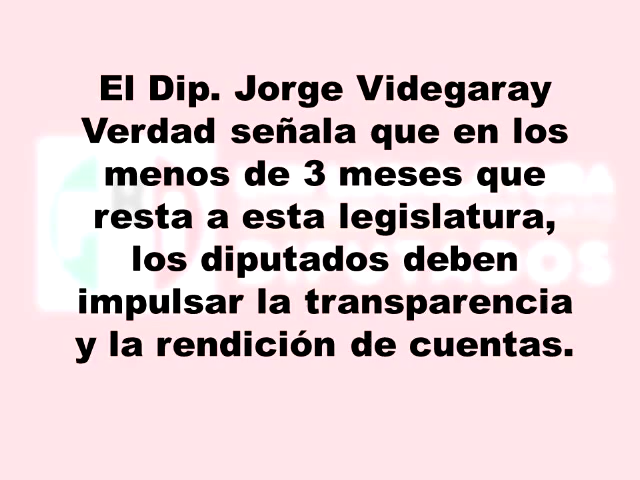 El Dip. Jorge Videgaray
Verdad señala que en los
menos de 3 meses que
resta a esta legislatura,
los diputados deben
impulsar la transparencia
y la rendición de cuentas.
DIPUTADOS